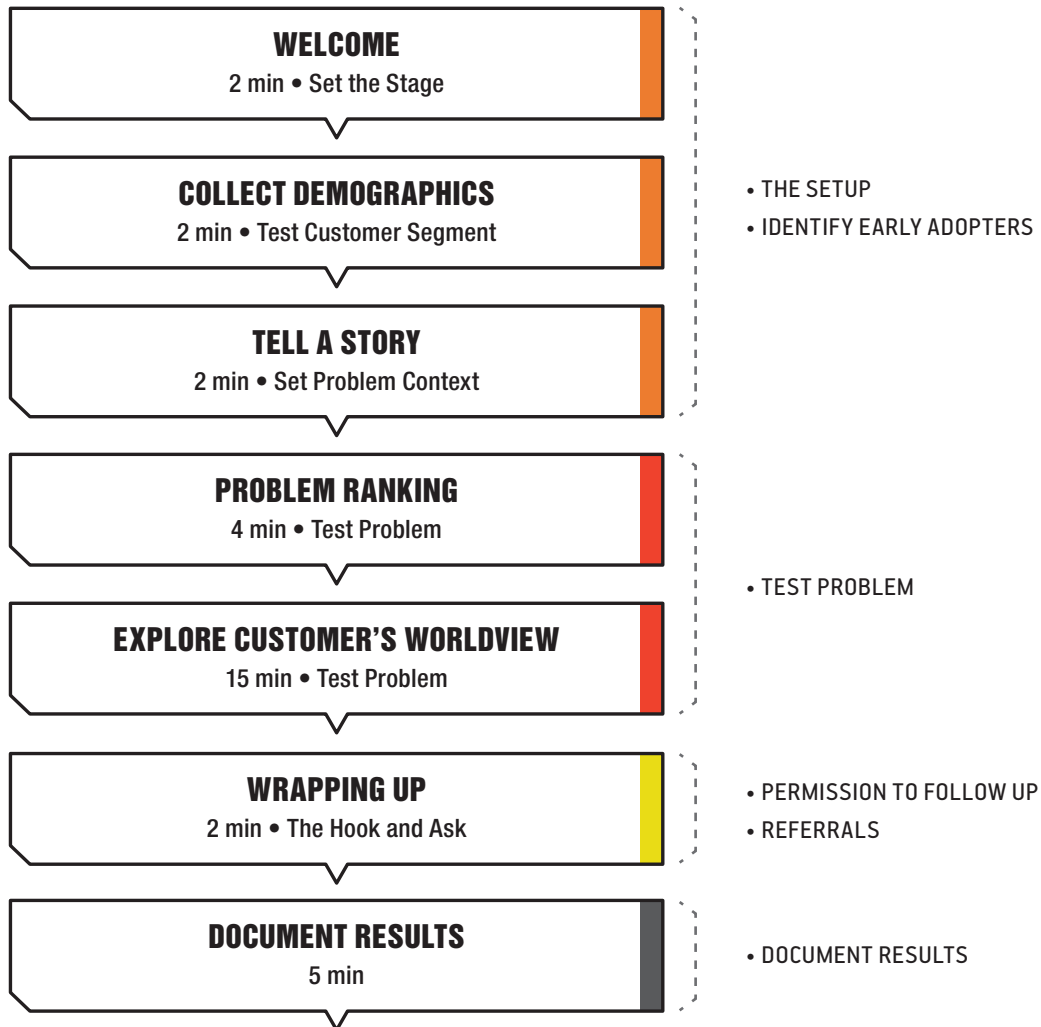 WELCOME
2 min • Set the Stage
COLLECT DEMOGRAPHICS
2 min • Test Customer Segment
• THE SETUP
• IDENTIFY EARLY ADOPTERS
TELL A STORY
2 min • Set Problem Context
PROBLEM RANKING
4 min • Test Problem
• TEST PROBLEM
EXPLORE CUSTOMER’S WORLDVIEW
15 min • Test Problem
WRAPPING UP
2 min • The Hook and Ask
• PERMISSION TO FOLLOW UP
• REFERRALS
DOCUMENT RESULTS
5 min
• DOCUMENT RESULTS